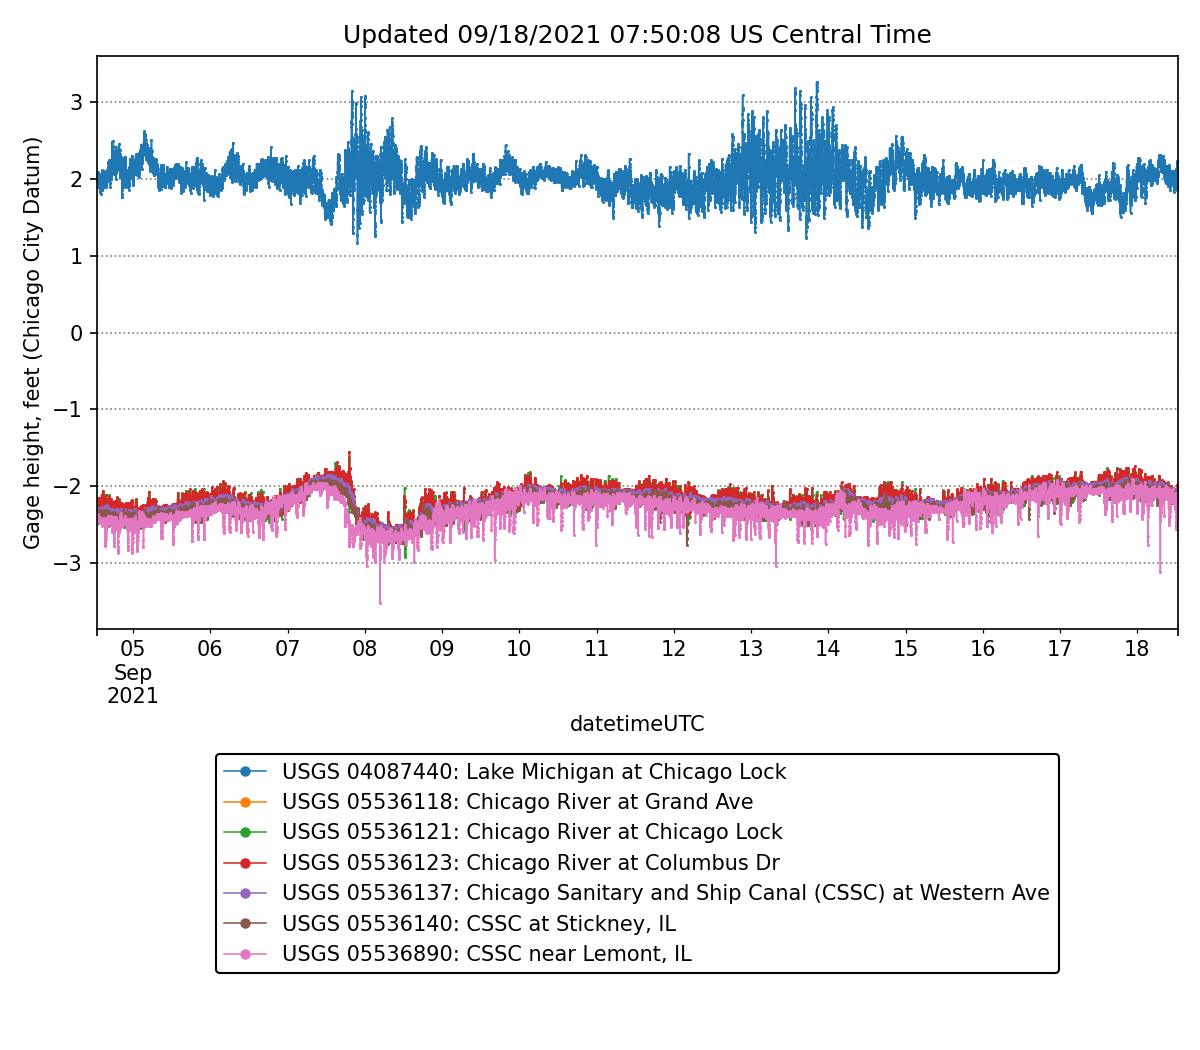 Updated 09/18/2021 07:50:08 US Central Time
Gage height, feet (Chicago City Datum)
3
2
1
0
−1
−2
−3
05 06 07 08 09 10 11 12 13 14 15 16 17 18
Sep
2021
datetimeUTC
USGS 04087440: Lake Michigan at Chicago Lock
USGS 05536118: Chicago River at Grand Ave
USGS 05536121: Chicago River at Chicago Lock
USGS 05536123: Chicago River at Columbus Dr
USGS 05536137: Chicago Sanitary and Ship Canal (CSSC) at Western Ave
USGS 05536140: CSSC at Stickney, IL
USGS 05536890: CSSC near Lemont, IL